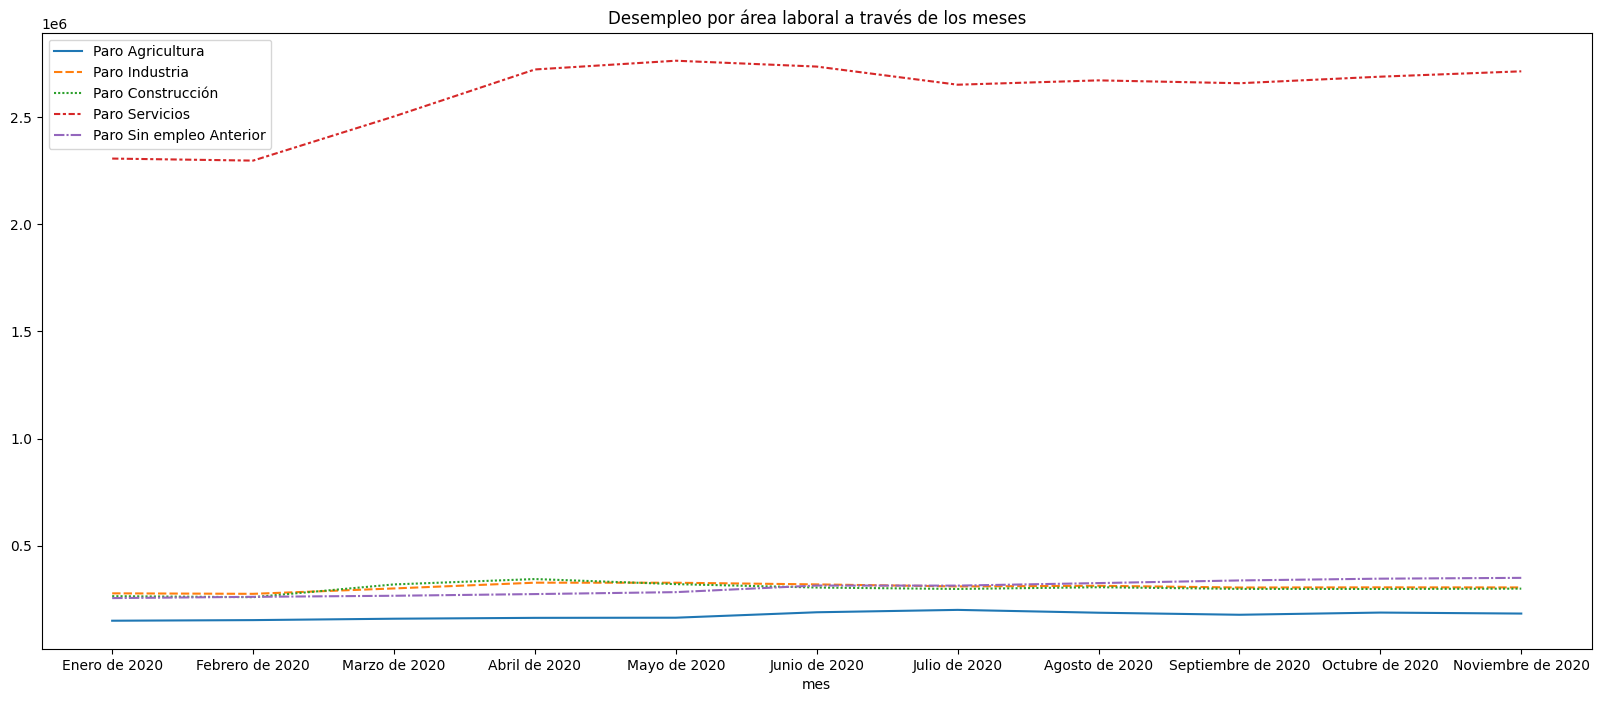 Desempleo por área laboral a través de los meses
1e6
Paro Agricultura
Paro Industria
Paro Construcción
Paro Servicios
Paro Sin empleo Anterior
2.5
2.0
1.5
1.0
0.5
Enero de 2020 Febrero de 2020 Marzo de 2020 Abril de 2020 Mayo de 2020 Junio de 2020 Julio de 2020 Agosto de 2020 Septiembre de 2020 Octubre de 2020 Noviembre de 2020
mes